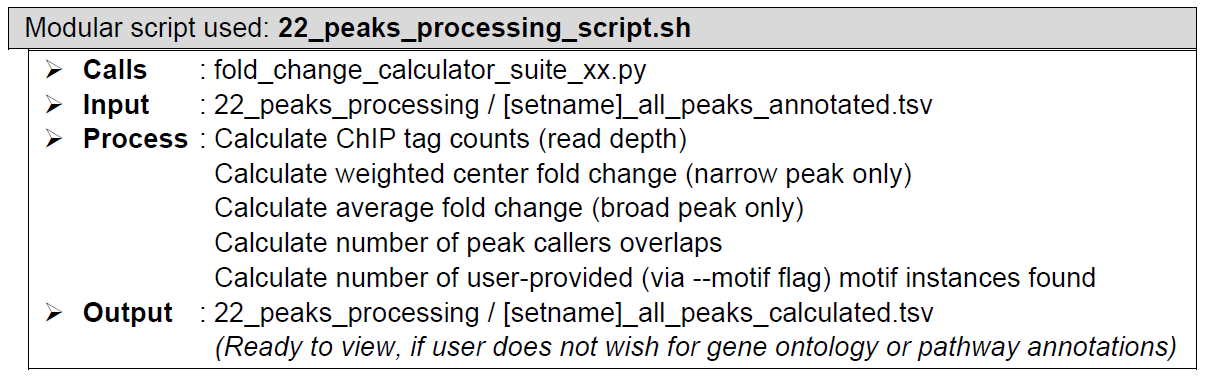 Modular script used: 22_peaks_processing_script.sh
➢ Calls : fold_change_calculator_suite_xx.py
➢ Input : 22_peaks_processing / [setname]_all_peaks_annotated.tsv
➢ Process : Calculate ChIP tag counts (read depth)
Calculate weighted center fold change (narrow peak only)
Calculate average fold change (broad peak only)
Calculate number of peak callers overlaps
Calculate number of user-provided (via --motif flag) motif instances found
➢ Output : 22_peaks_processing / [setname]_all_peaks_calculated.tsv
(Ready to view, if user does not wish for gene ontology or pathway annotations)